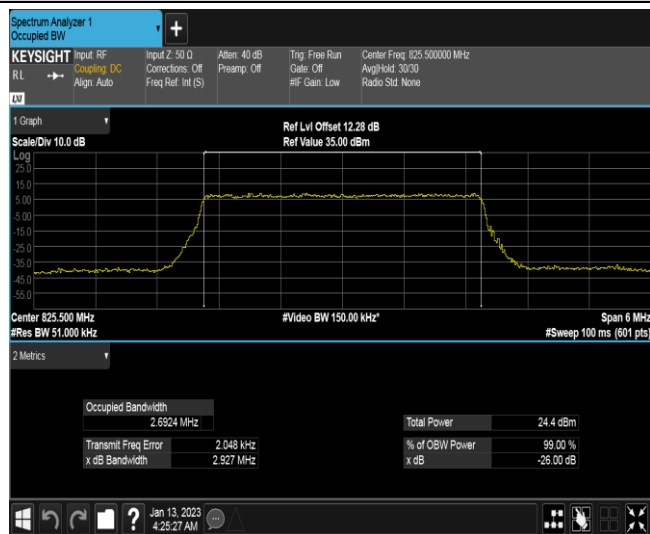 Spectrum Analyzer 1
Occupied BW
+
KEYSIGHT Input: RF Input Z: 50 Ω Atten: 40 dB Trig: Free Run Center Freq: 825.500000 MHz
RL Coupling: DC Corrections: Off Preamp: Off Gate: Off Avg|Hold: 30/30
Align: Auto Freq Ref: Int (S) #IF Gain: Low Radio Std: None
LXI
1 Graph
Ref Lvl Offset 12.28 dB
Scale/Div 10.0 dB Ref Value 35.00 dBm
Log
25.0
15.0
5.00
-5.00
-15.0
-25.0
-35.0
-45.0
-55.0
Center 825.500 MHz #Video BW 150.00 kHz* Span 6 MHz
#Res BW 51.000 kHz #Sweep 100 ms (601 pts)
2 Metrics
Occupied Bandwidth
2.6924 MHz Total Power 24.4 dBm
Transmit Freq Error 2.048 kHz % of OBW Power 99.00 %
x dB Bandwidth 2.927 MHz x dB -26.00 dB
? Jan 13, 2023
4:25:27 AM